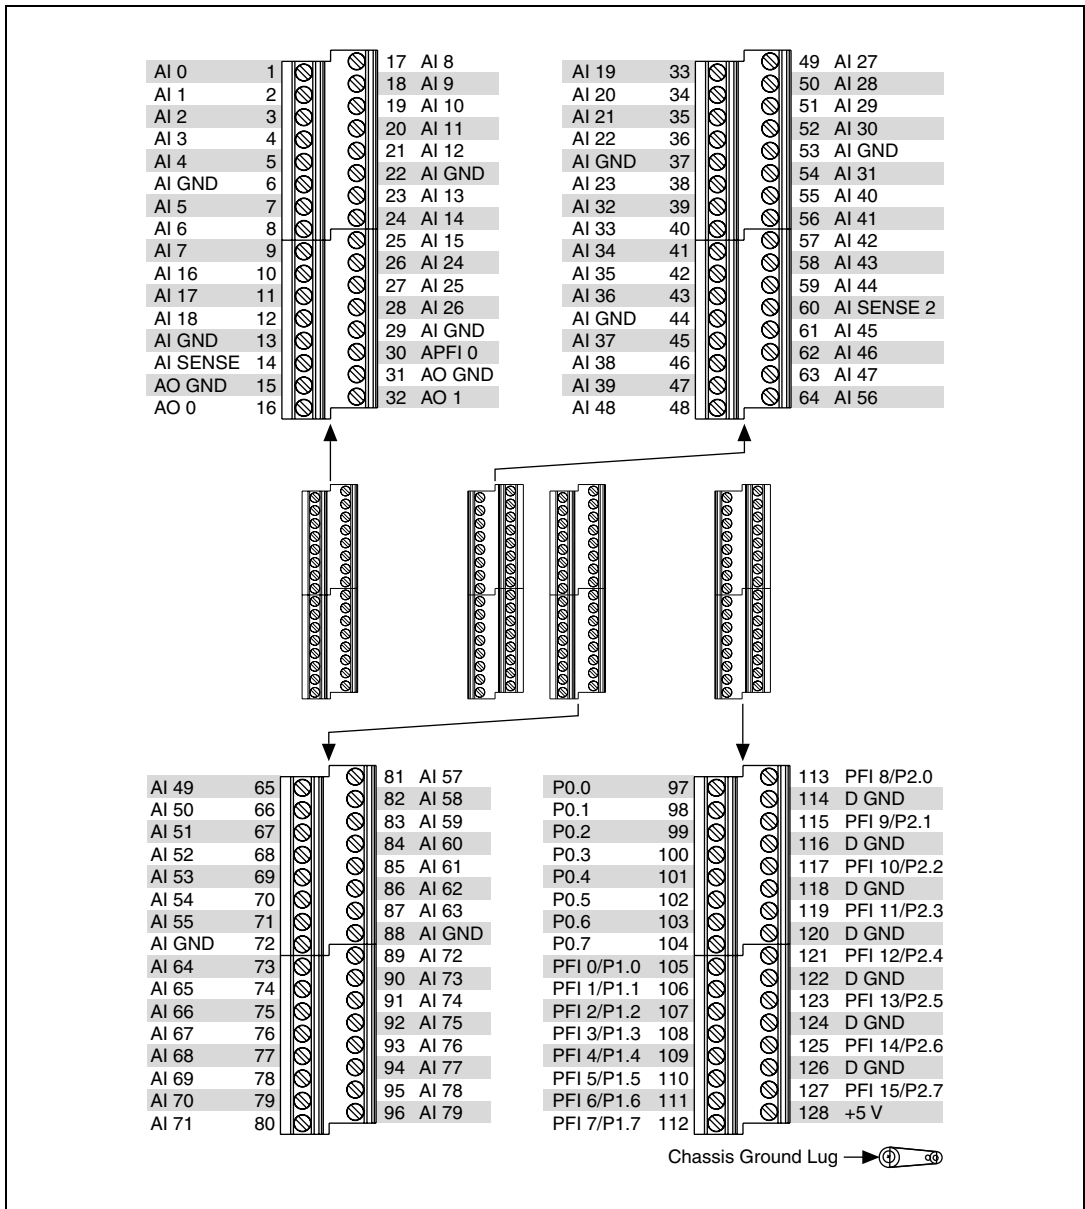 AI 0 1
AI 1 2
AI 2 3
AI 3 4
AI 4 5
AI GND 6
AI 5 7
AI 6 8
AI 7 9
AI 16 10
AI 17 11
AI 18 12
AI GND 13
AI SENSE 14
AO GND 15
AO 0 16
17 AI 8
18 AI 9
19 AI 10
20 AI 11
21 AI 12
22 AI GND
23 AI 13
24 AI 14
25 AI 15
26 AI 24
27 AI 25
28 AI 26
29 AI GND
30 APFI 0
31 AO GND
32 AO 1
AI 19 33
AI 20 34
AI 21 35
AI 22 36
AI GND 37
AI 23 38
AI 32 39
AI 33 40
AI 34 41
AI 35 42
AI 36 43
AI GND 44
AI 37 45
AI 38 46
AI 39 47
AI 48 48
49 AI 27
50 AI 28
51 AI 29
52 AI 30
53 AI GND
54 AI 31
55 AI 40
56 AI 41
57 AI 42
58 AI 43
59 AI 44
60 AI SENSE 2
61 AI 45
62 AI 46
63 AI 47
64 AI 56
AI 49 65
AI 50 66
AI 51 67
AI 52 68
AI 53 69
AI 54 70
AI 55 71
AI GND 72
AI 64 73
AI 65 74
AI 66 75
AI 67 76
AI 68 77
AI 69 78
AI 70 79
AI 71 80
81 AI 57
82 AI 58
83 AI 59
84 AI 60
85 AI 61
86 AI 62
87 AI 63
88 AI GND
89 AI 72
90 AI 73
91 AI 74
92 AI 75
93 AI 76
94 AI 77
95 AI 78
96 AI 79
P0.0 97
P0.1 98
P0.2 99
P0.3 100
P0.4 101
P0.5 102
P0.6 103
P0.7 104
PFI 0/P1.0 105
PFI 1/P1.1 106
PFI 2/P1.2 107
PFI 3/P1.3 108
PFI 4/P1.4 109
PFI 5/P1.5 110
PFI 6/P1.6 111
PFI 7/P1.7 112
113 PFI 8/P2.0
114 D GND
115 PFI 9/P2.1
116 D GND
117 PFI 10/P2.2
118 D GND
119 PFI 11/P2.3
120 D GND
121 PFI 12/P2.4
122 D GND
123 PFI 13/P2.5
124 D GND
125 PFI 14/P2.6
126 D GND
127 PFI 15/P2.7
128 +5 V
Chassis Ground Lug